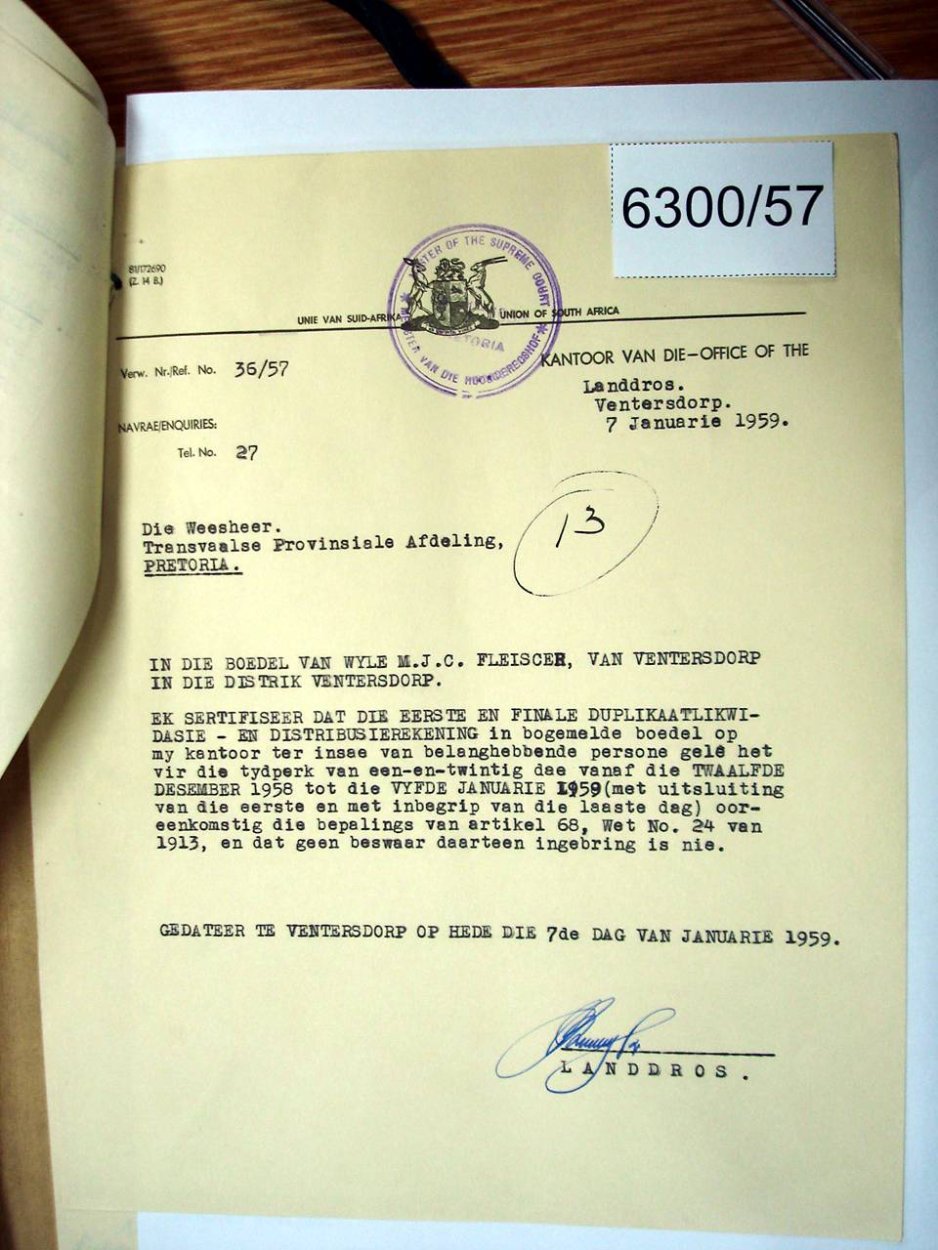 6300/57
81/172690
(Z. 14 B.)
MASTER OF THE SUPREME COURT
MEESTER VAN DIE HOOGGEREGSHOF
PRETORIA
UNIE VAN SUID-AFRIKA
UNION OF SOUTH AFRICA
KANTOOR VAN DIE—OFFICE OF THE
Verw. Nr./Ref. No. 36/57
Landdros.
Ventersdorp.
7 Januarie 1959.
NAVRAE/ENQUIRIES:
Tel. No. 27
13
Die Weesheer.
Transvaalse Provinsiale Afdeling,
PRETORIA.
IN DIE BOEDEL VAN WYLE M.J.C. FLEISCER, VAN VENTERSDORP
IN DIE DISTRIK VENTERSDORP.
EK SERTIFISEER DAT DIE EERSTE EN FINALE DUPLIKAATLIKWI-
DASIE - EN DISTRIBUSIEREKENING in bogemelde boedel op
my kantoor ter insae van belanghebbende persone gelê het
vir die tydperk van een-en-twintig dae vanaf die TWAALFDE
DESEMBER 1958 tot die VYFDE JANUARIE 1959(met uitsluiting
van die eerste en met inbegrip van die laaste dag) oor-
eenkomstig die bepalings van artikel 68, Wet No. 24 van
1913, en dat geen beswaar daarteen ingebring is nie.
GEDATEER TE VENTERSDORP OP HEDE DIE 7de DAG VAN JANUARIE 1959.
LANDDROS.